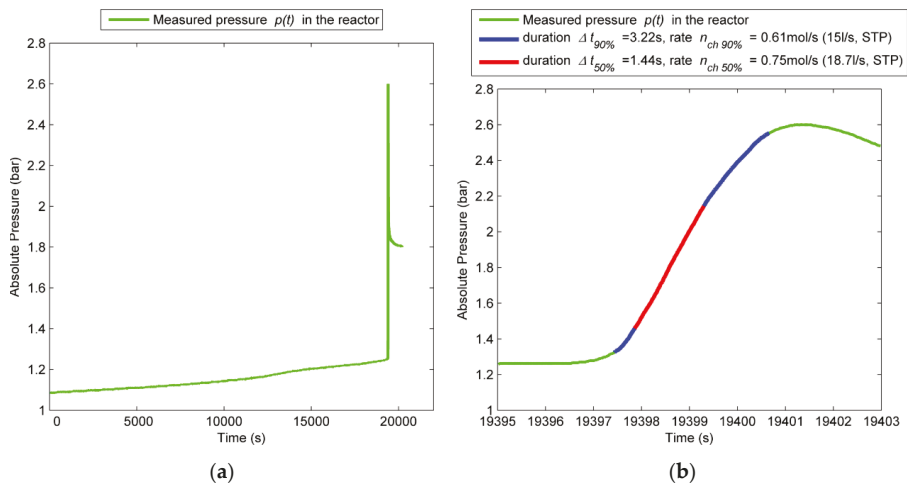 Measured pressure p(t) in the reactor
2.8
2.6
2.4
2.2
2
1.8
1.6
1.4
1.2
1
Absolute Pressure (bar)
0
5000
10000
15000
20000
Time (s)
(a)
Measured pressure p(t) in the reactor
duration Δ t90% =3.22s, rate nch 90% = 0.61mol/s (15l/s, STP)
duration Δ t50% =1.44s, rate nch 50% = 0.75mol/s (18.7l/s, STP)
2.8
2.6
2.4
2.2
2
1.8
1.6
1.4
1.2
1
Absolute Pressure (bar)
19395 19396 19397 19398 19399 19400 19401 19402 19403
Time (s)
(b)